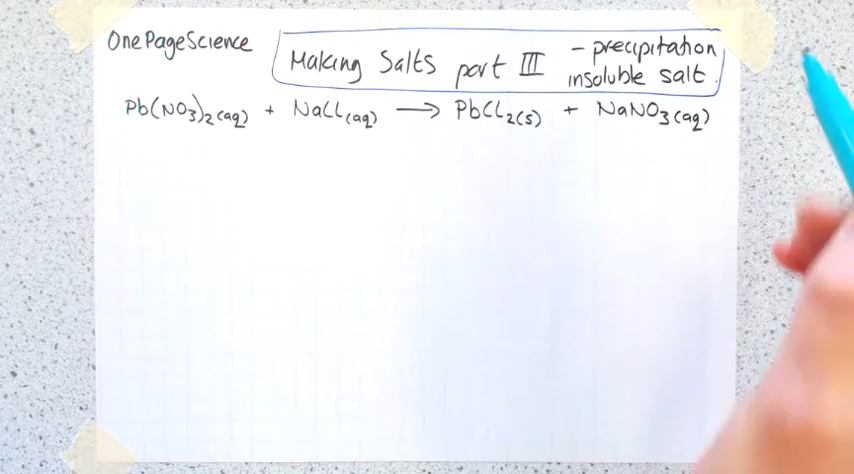 OnePageScience
Making Salts part III - precipitation
insoluble salt.
Pb(NO3)2(aq) + NaCl(aq) → PbCl2(s) + NaNO3(aq)